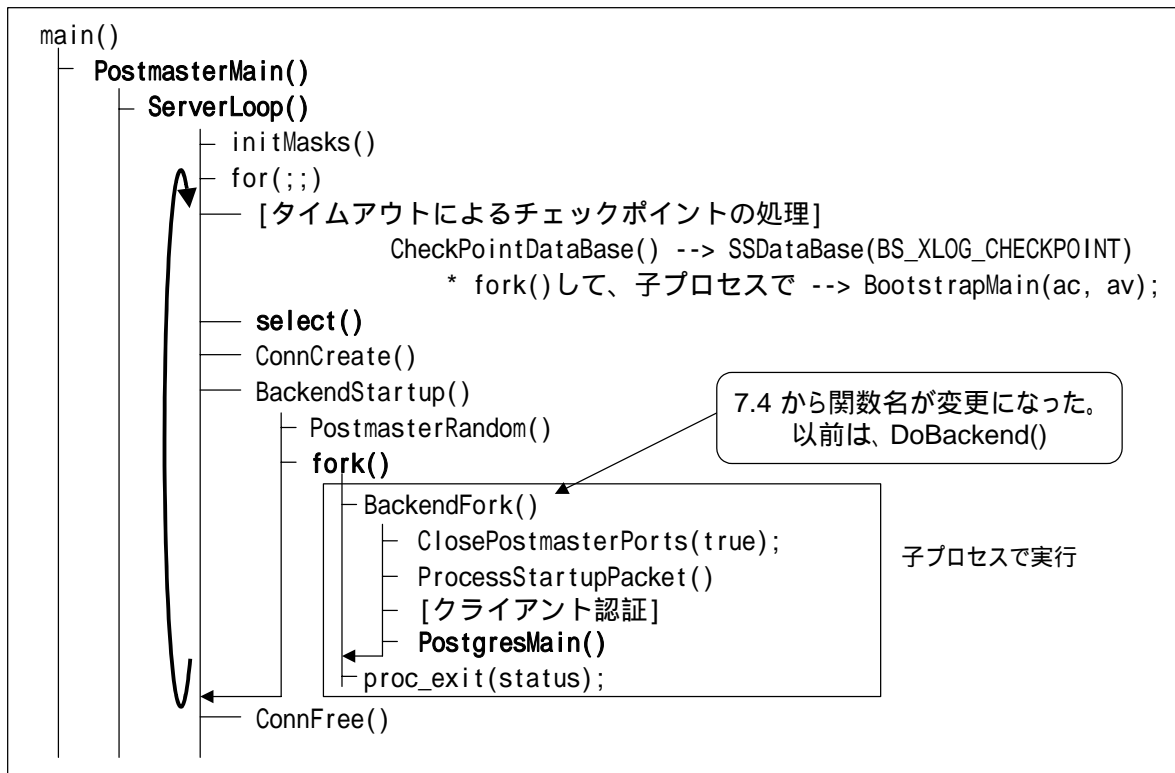 main()
PostmasterMain()
ServerLoop()
initMasks()
for(;;)
[タイムアウトによるチェックポイントの処理]
CheckPointDataBase() --> SSDataBase(BS_XLOG_CHECKPOINT)
* fork()して、子プロセスで --> BootstrapMain(ac, av);
select()
ConnCreate()
BackendStartup()
7.4 から関数名が変更になった。
以前は、DoBackend()
PostmasterRandom()
fork()
BackendFork()
ClosePostmasterPorts(true);
子プロセスで実行
ProcessStartupPacket()
[クライアント認証]
PostgresMain()
proc_exit(status);
ConnFree()